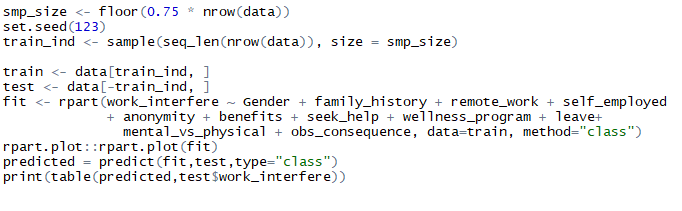 smp_size <- floor(0.75 * nrow(data))
set.seed(123)
train_ind <- sample(seq_len(nrow(data)), size = smp_size)
train <- data[train_ind, ]
test <- data[-train_ind, ]
fit <- rpart(work_interfere ~ Gender + family_history + remote_work + self_employed
+ anonymity + benefits + seek_help + wellness_program + leave+
mental_vs_physical + obs_consequence, data=train, method="class")
rpart.plot::rpart.plot(fit)
predicted = predict(fit,test,type="class")
print(table(predicted,test$work_interfere))